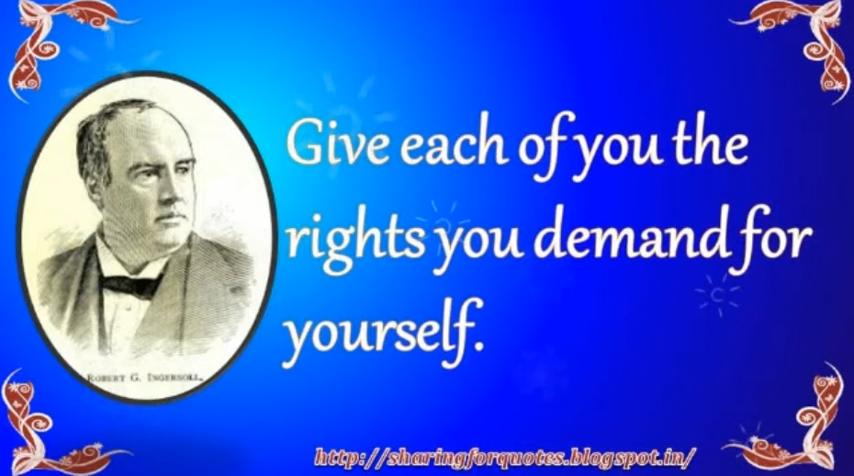 Give each of you the
rights you demand for
yourself.
ROBERT G. INGERSOLL.
http://sharingforquotes.blogspot.in/